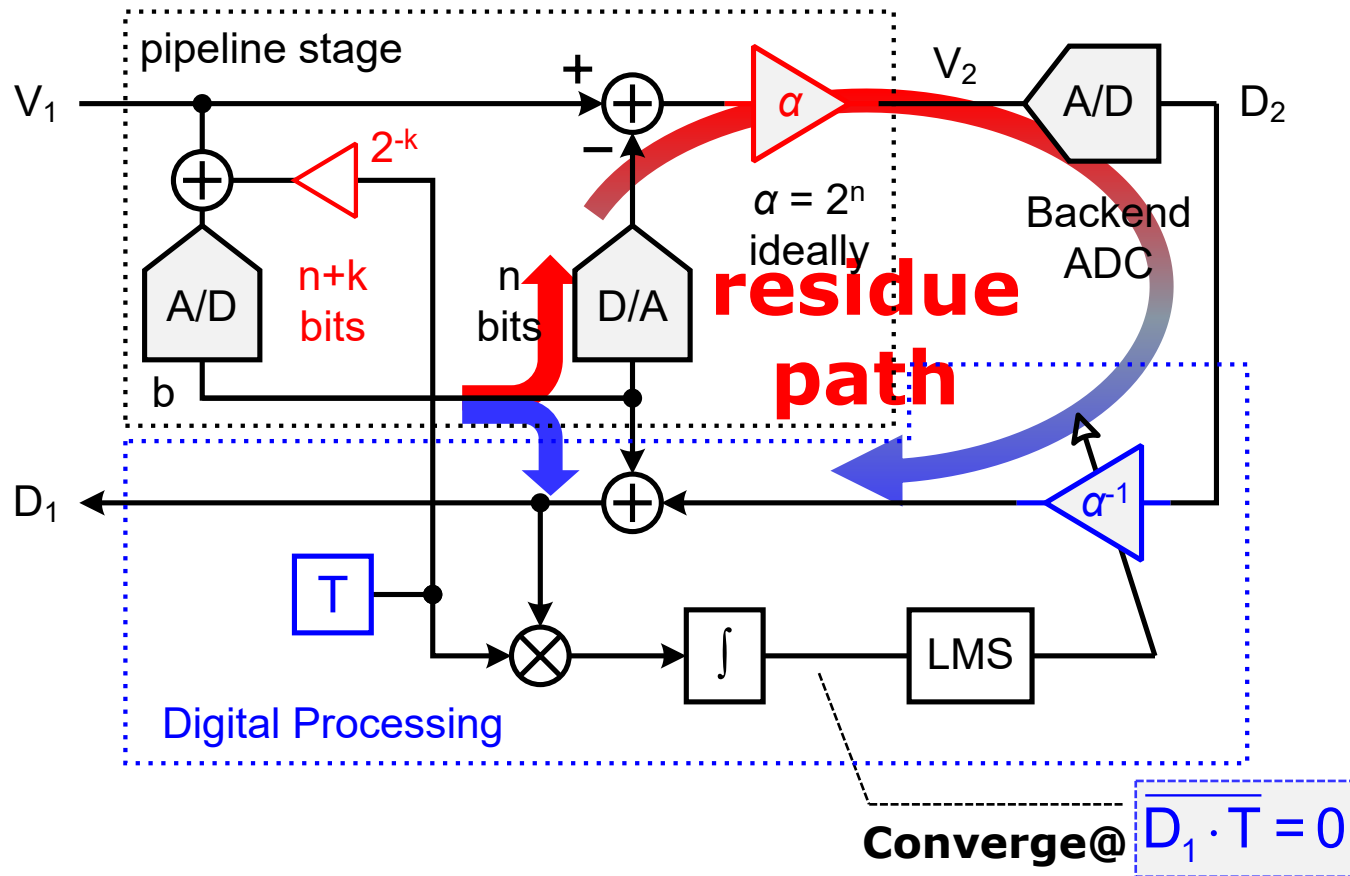 pipeline stage
V1
+
α
V2
A/D
D2
2-k
−
α = 2n
ideally
Backend
ADC
A/D
n+k
bits
n
bits
D/A
residue
path
b
D1
α-1
T
∫
LMS
Digital Processing
Converge@
D1 · T = 0